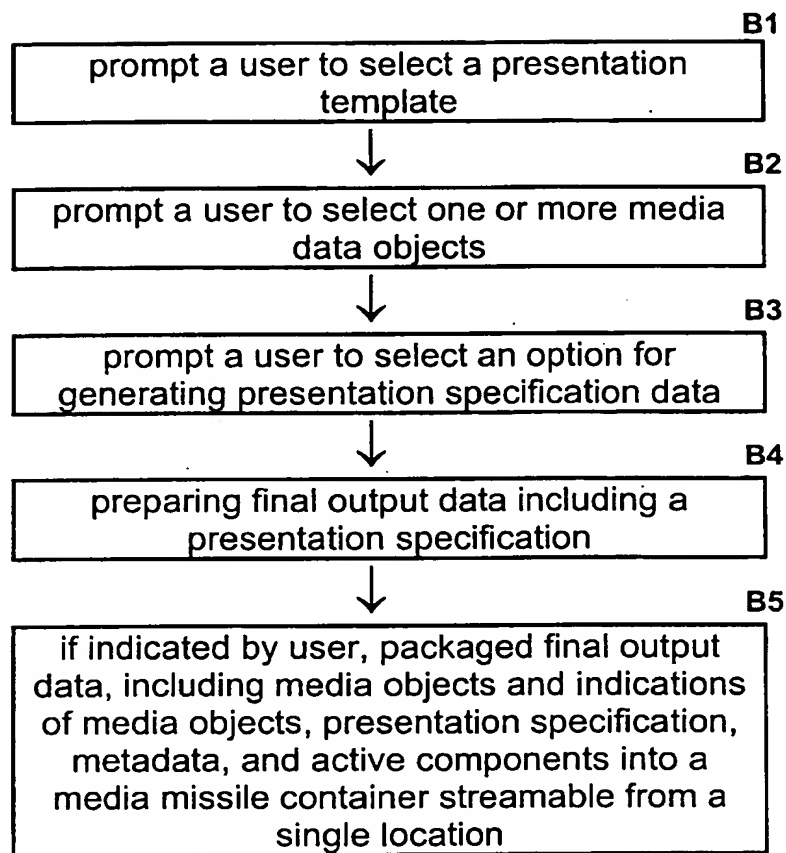 B1
prompt a user to select a presentation
template
B2
prompt a user to select one or more media
data objects
B3
prompt a user to select an option for
generating presentation specification data
B4
preparing final output data including a
presentation specification
B5
if indicated by user, packaged final output
data, including media objects and indications
of media objects, presentation specification,
metadata, and active components into a
media missile container streamable from a
single location